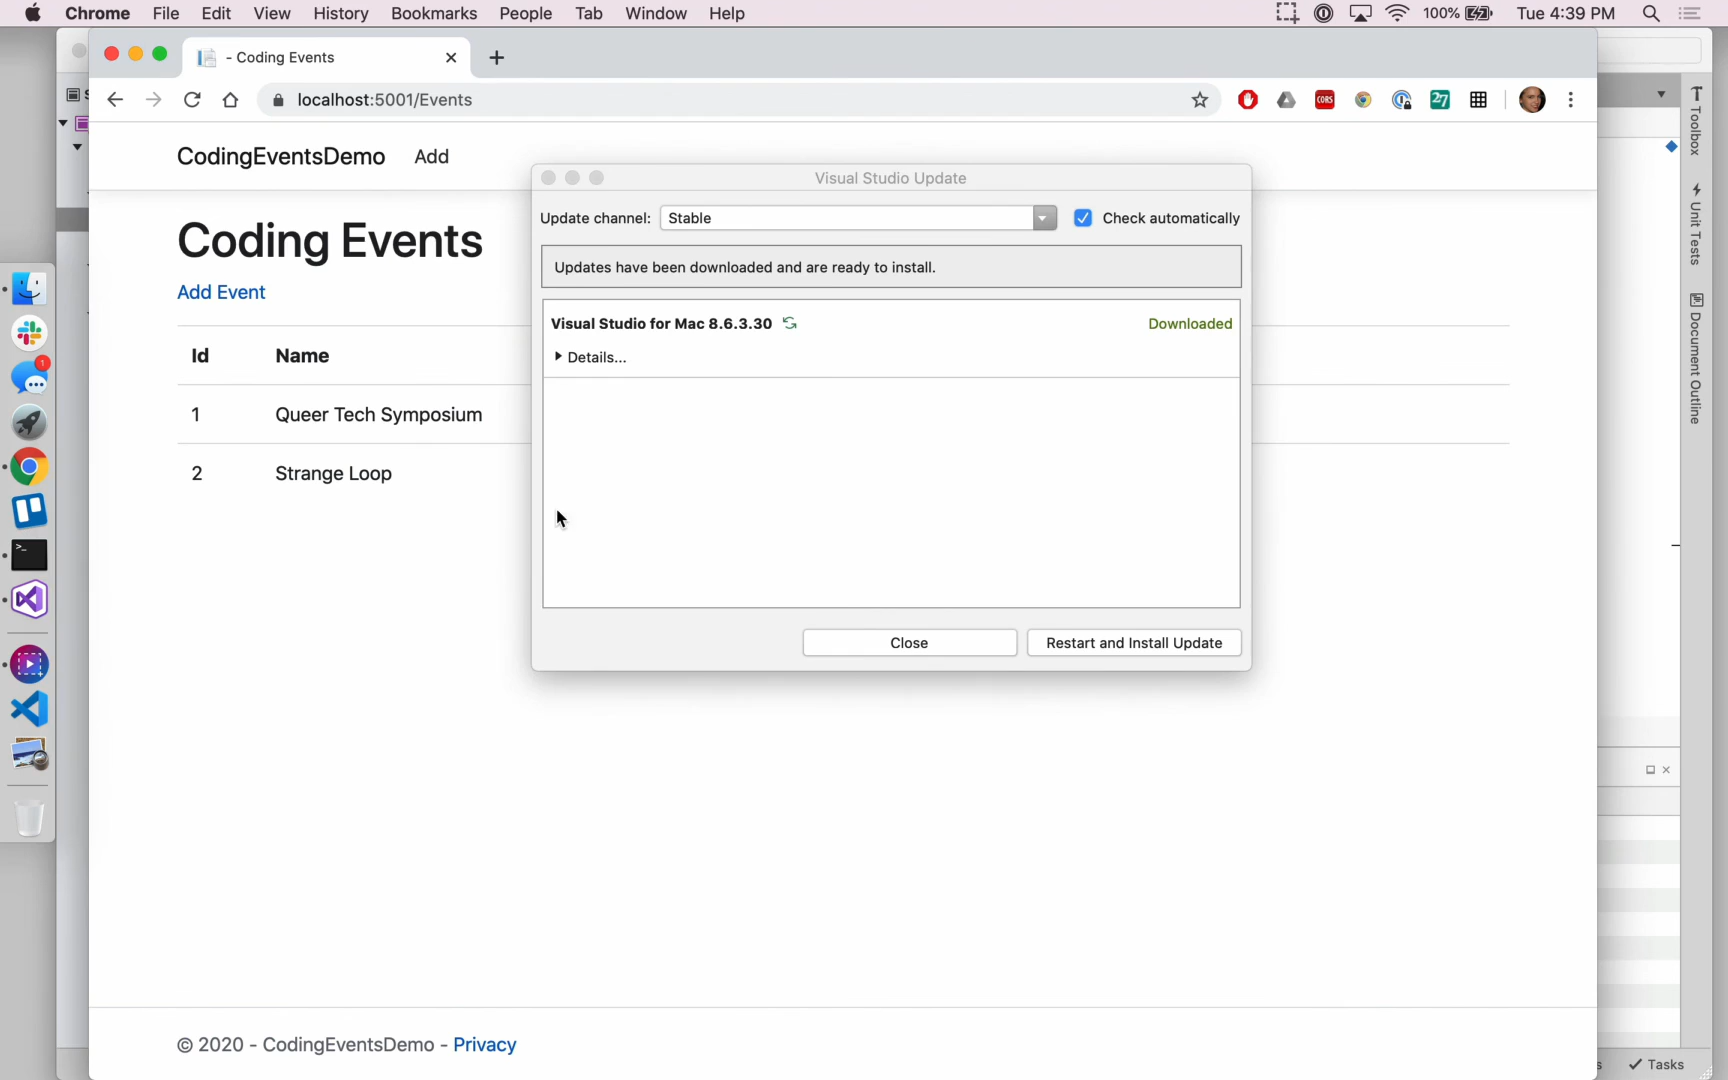 Chrome File Edit View History Bookmarks People Tab Window Help 100% Tue 4:39 PM
- Coding Events
localhost:5001/Events
CORS
27
CodingEventsDemo Add
Coding Events
Add Event
Id Name
1 Queer Tech Symposium
2 Strange Loop
Visual Studio Update
Update channel: Stable Check automatically
Updates have been downloaded and are ready to install.
Visual Studio for Mac 8.6.3.30 Downloaded
Details...
Close Restart and Install Update
1
>_
© 2020 - CodingEventsDemo - Privacy
Toolbox
Unit Tests
Document Outline
Tasks